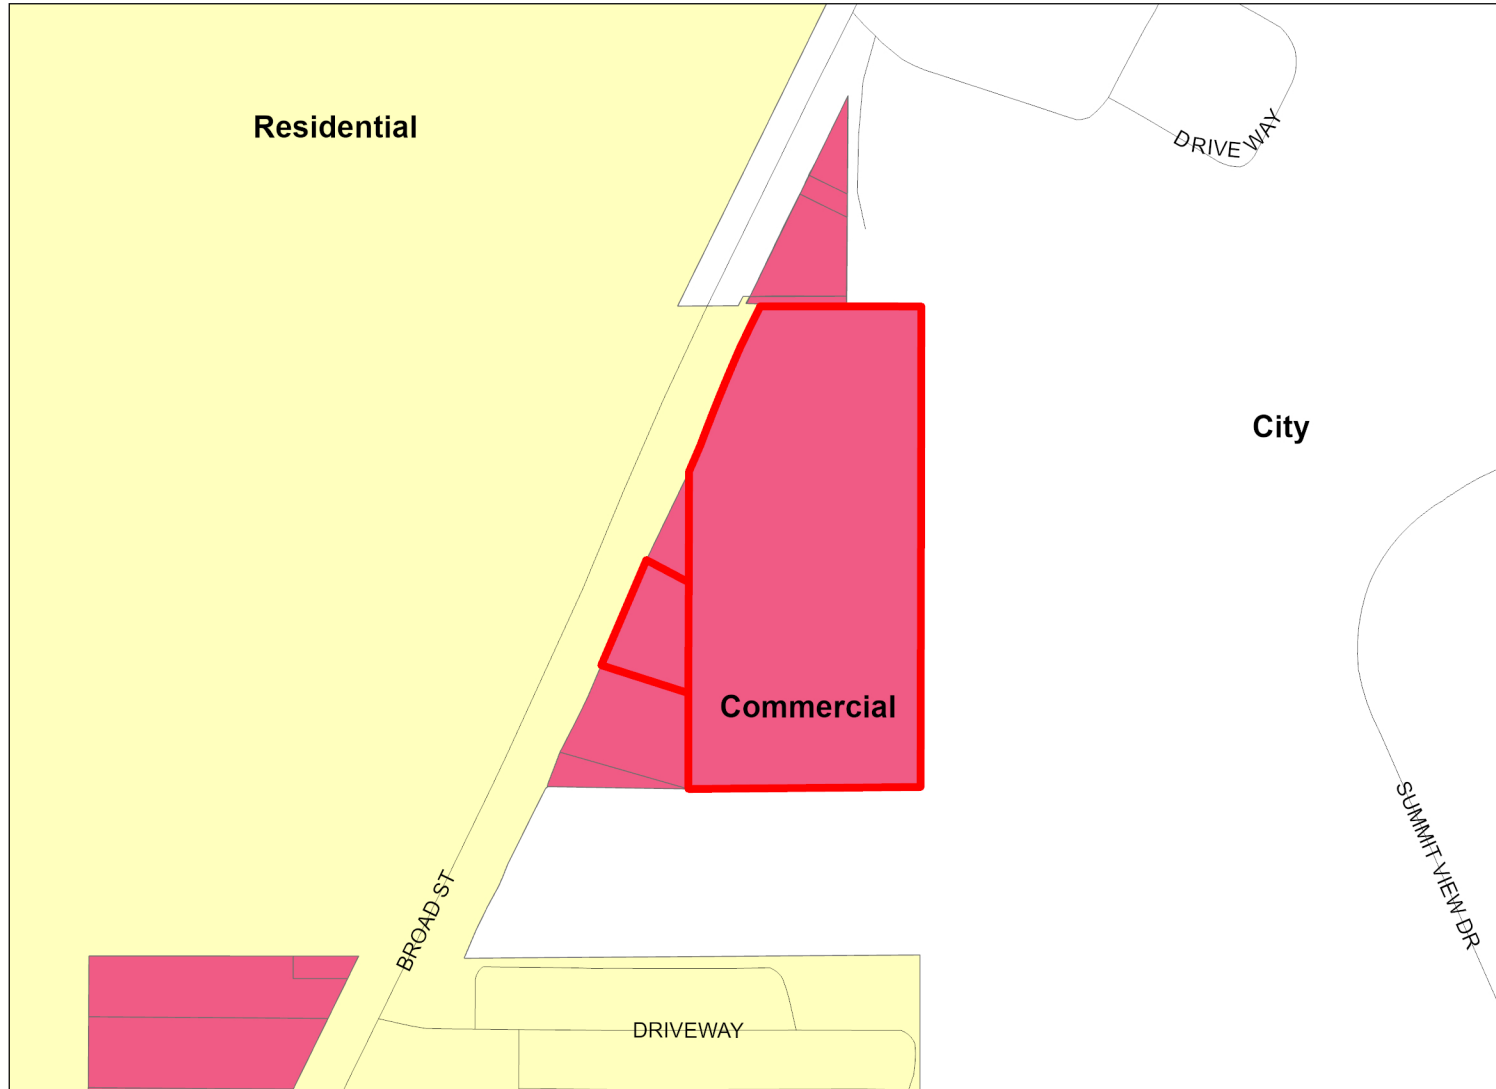 Residential
DRIVE WAY
City
Commercial
SUMMIT VIEW DR
BROAD ST
DRIVEWAY